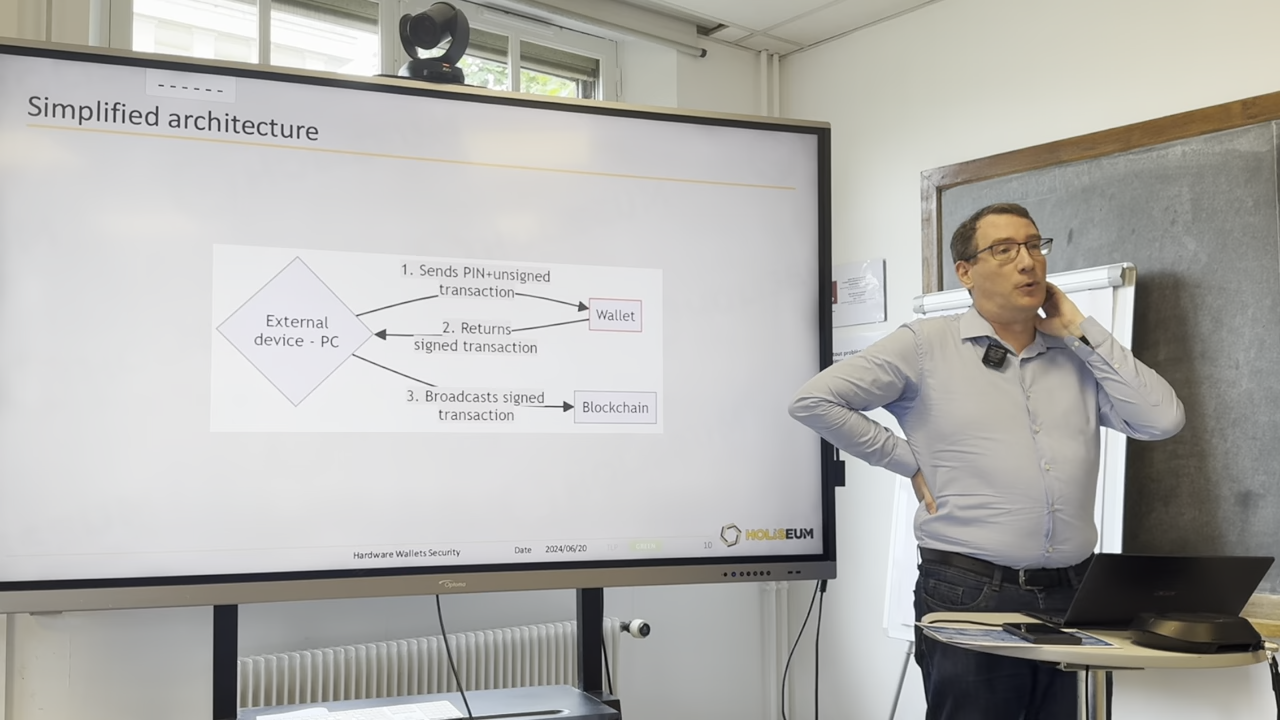 Simplified architecture
1. Sends PIN+unsigned
transaction
External
device - PC
Wallet
2. Returns
signed transaction
3. Broadcasts signed
transaction
Blockchain
Hardware Wallets Security
Date 2024/06/20
10
HOLISEUM
Optoma